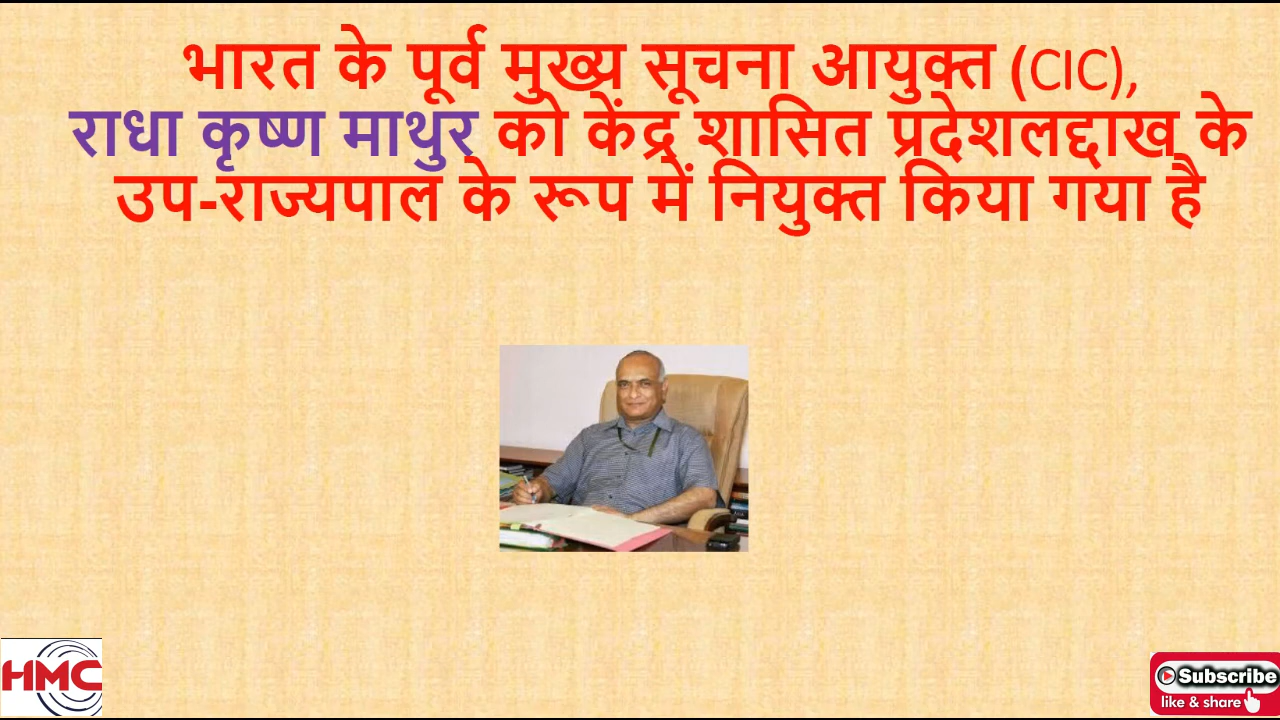 भारत के पूर्व मुख्य सूचना आयुक्त (CIC),
राधा कृष्ण माथुर को केंद्र शासित प्रदेशलद्दाख के
उप-राज्यपाल के रूप में नियुक्त किया गया है
HMC
Subscribe
like & share